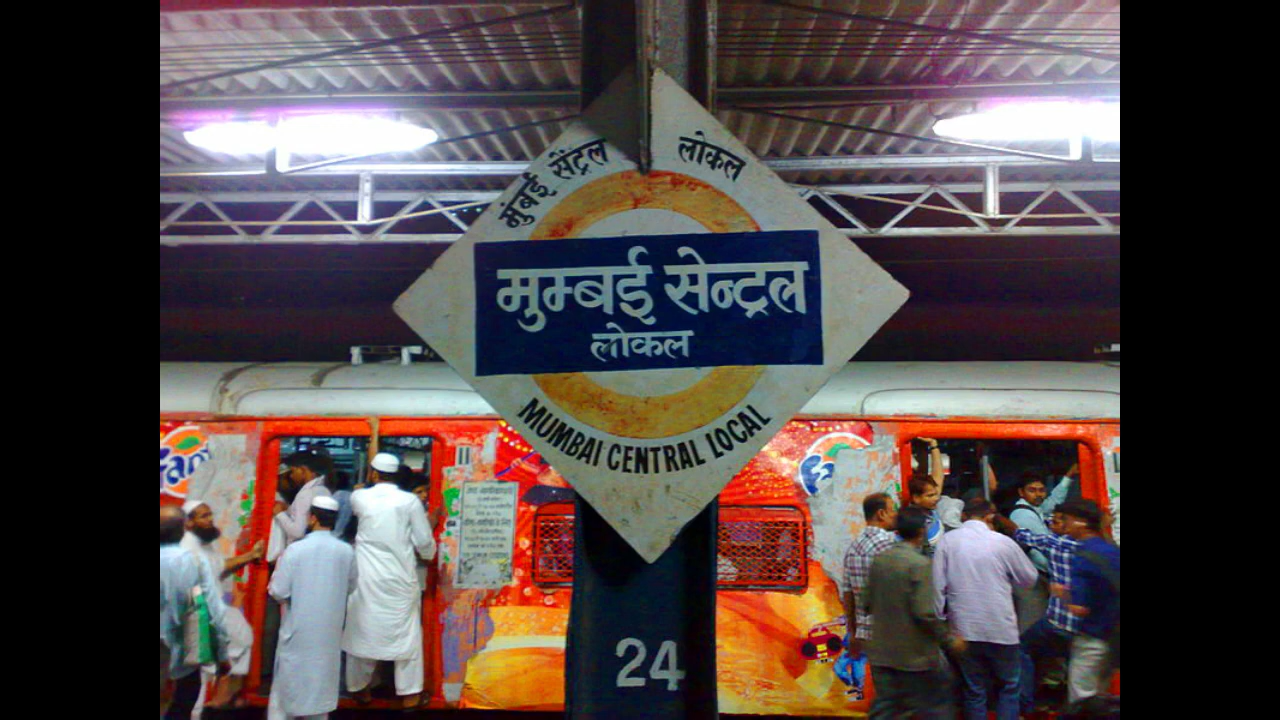 मुंबई सेंट्रल लोकल
मुम्बई सेन्ट्रल
लोकल
MUMBAI CENTRAL LOCAL
24